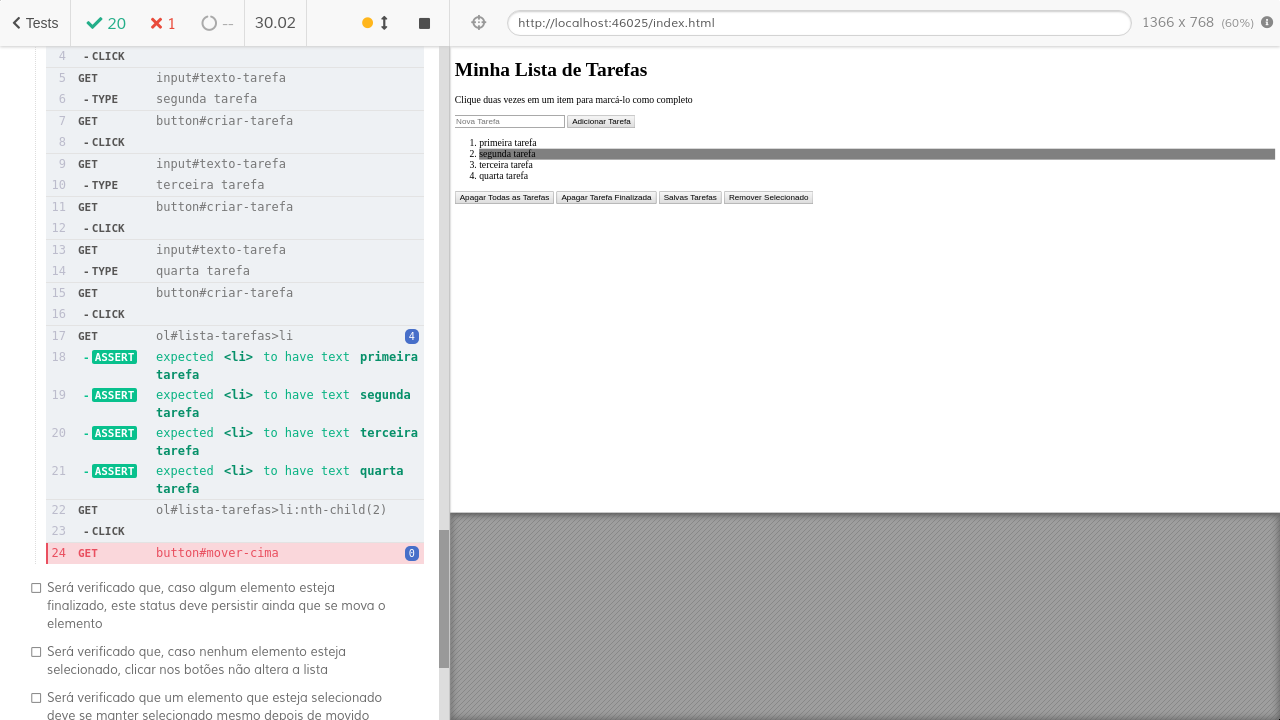 Tests 20 1 -- 30.02 http://localhost:46025/index.html 1366 x 768 (60%)
4 - CLICK
5 GET input#texto-tarefa
6 - TYPE segunda tarefa
7 GET button#criar-tarefa
8 - CLICK
9 GET input#texto-tarefa
10 - TYPE terceira tarefa
11 GET button#criar-tarefa
12 - CLICK
13 GET input#texto-tarefa
14 - TYPE quarta tarefa
15 GET button#criar-tarefa
16 - CLICK
17 GET ol#lista-tarefas>li 4
18 - ASSERT expected <li> to have text primeira
tarefa
19 - ASSERT expected <li> to have text segunda
tarefa
20 - ASSERT expected <li> to have text terceira
tarefa
21 - ASSERT expected <li> to have text quarta
tarefa
22 GET ol#lista-tarefas>li:nth-child(2)
23 - CLICK
24 GET button#mover-cima 0
Será verificado que, caso algum elemento esteja
finalizado, este status deve persistir ainda que se mova o
elemento
Será verificado que, caso nenhum elemento esteja
selecionado, clicar nos botões não altera a lista
Será verificado que um elemento que esteja selecionado
deve se manter selecionado mesmo depois de movido
Minha Lista de Tarefas
Clique duas vezes em um item para marcá-lo como completo
Nova Tarefa Adicionar Tarefa
1. primeira tarefa
2. segunda tarefa
3. terceira tarefa
4. quarta tarefa
Apagar Todas as Tarefas Apagar Tarefa Finalizada Salvas Tarefas Remover Selecionado